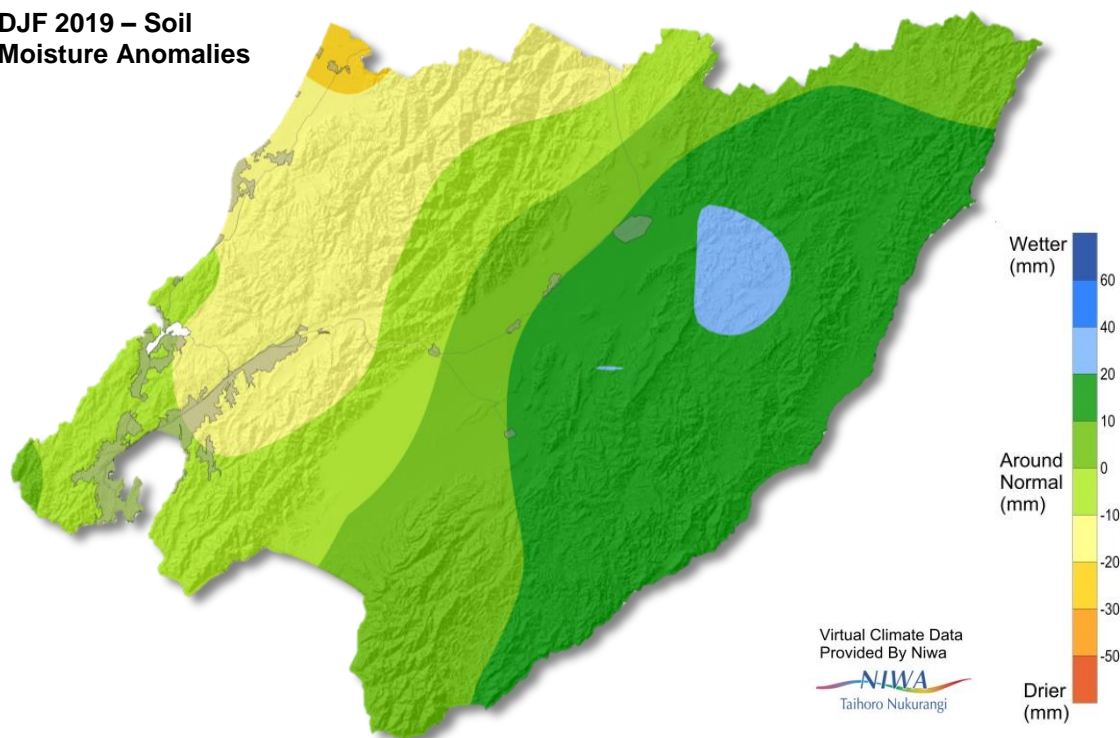 DJF 2019 – Soil
Moisture Anomalies
Wetter
(mm)
60
40
20
10
Around
Normal
(mm)
0
-10
-20
-30
-50
Drier
(mm)
Virtual Climate Data
Provided By Niwa
NIWA
Taihoro Nukurangi